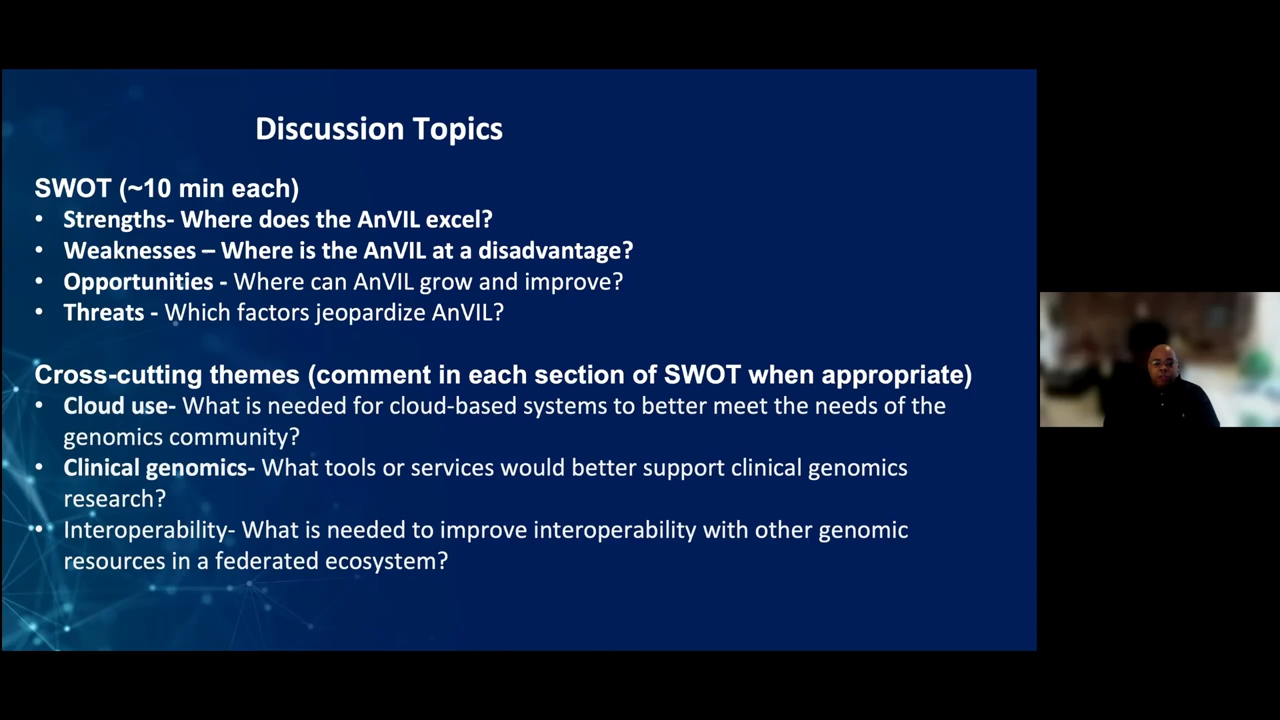 Discussion Topics
SWOT (~10 min each)
• Strengths- Where does the AnVIL excel?
• Weaknesses – Where is the AnVIL at a disadvantage?
• Opportunities - Where can AnVIL grow and improve?
• Threats - Which factors jeopardize AnVIL?
Cross-cutting themes (comment in each section of SWOT when appropriate)
• Cloud use- What is needed for cloud-based systems to better meet the needs of the
genomics community?
• Clinical genomics- What tools or services would better support clinical genomics
research?
• Interoperability- What is needed to improve interoperability with other genomic
resources in a federated ecosystem?